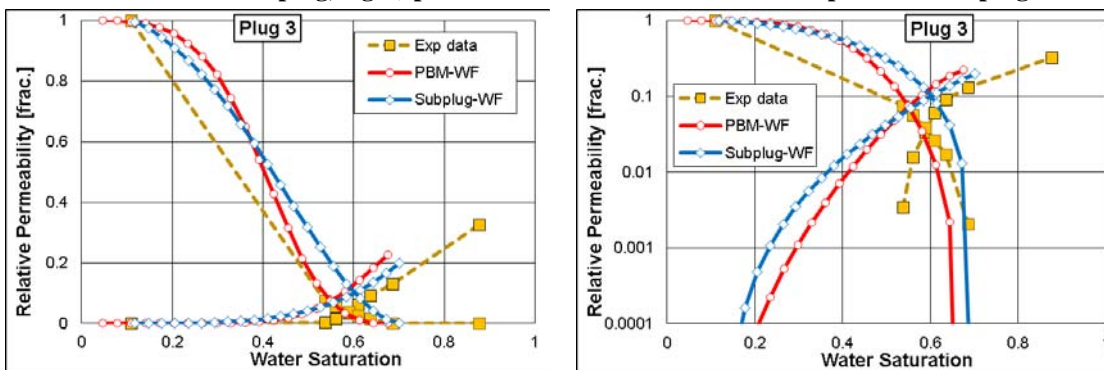 Plug 3
Exp data
PBM-WF
Subplug-WF
Relative Permeability [frac.]
1
0.8
0.6
0.4
0.2
0
0
0.2
0.4
0.6
0.8
1
Water Saturation
Plug 3
Exp data
PBM-WF
Subplug-WF
Relative Permeability [frac.]
1
0.1
0.01
0.001
0.0001
0
0.2
0.4
0.6
0.8
1
Water Saturation